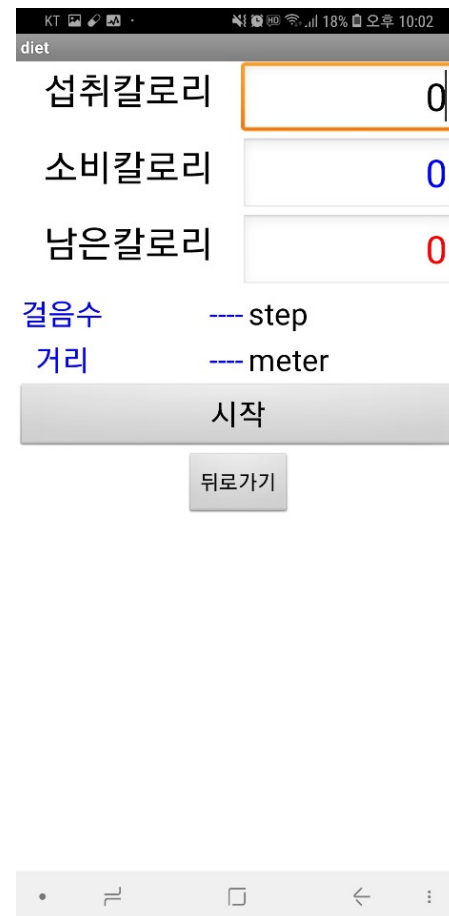 KT 18% 오후 10:02
diet
섭취칼로리 0
소비칼로리 0
남은칼로리 0
걸음수 ---- step
거리 ---- meter
시작
뒤로가기